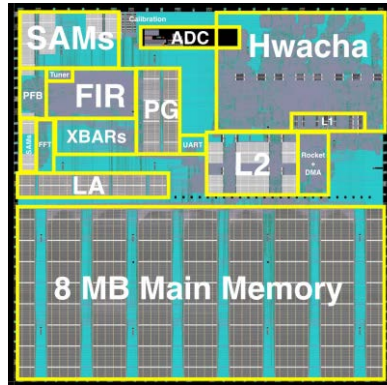 Calibration
SAMs
ADC
Hwacha
Tuner
PFB
FIR
PG
L1
XBARs
SAMs
FFT
UART
L2
Rocket
+
DMA
LA
8 MB Main Memory